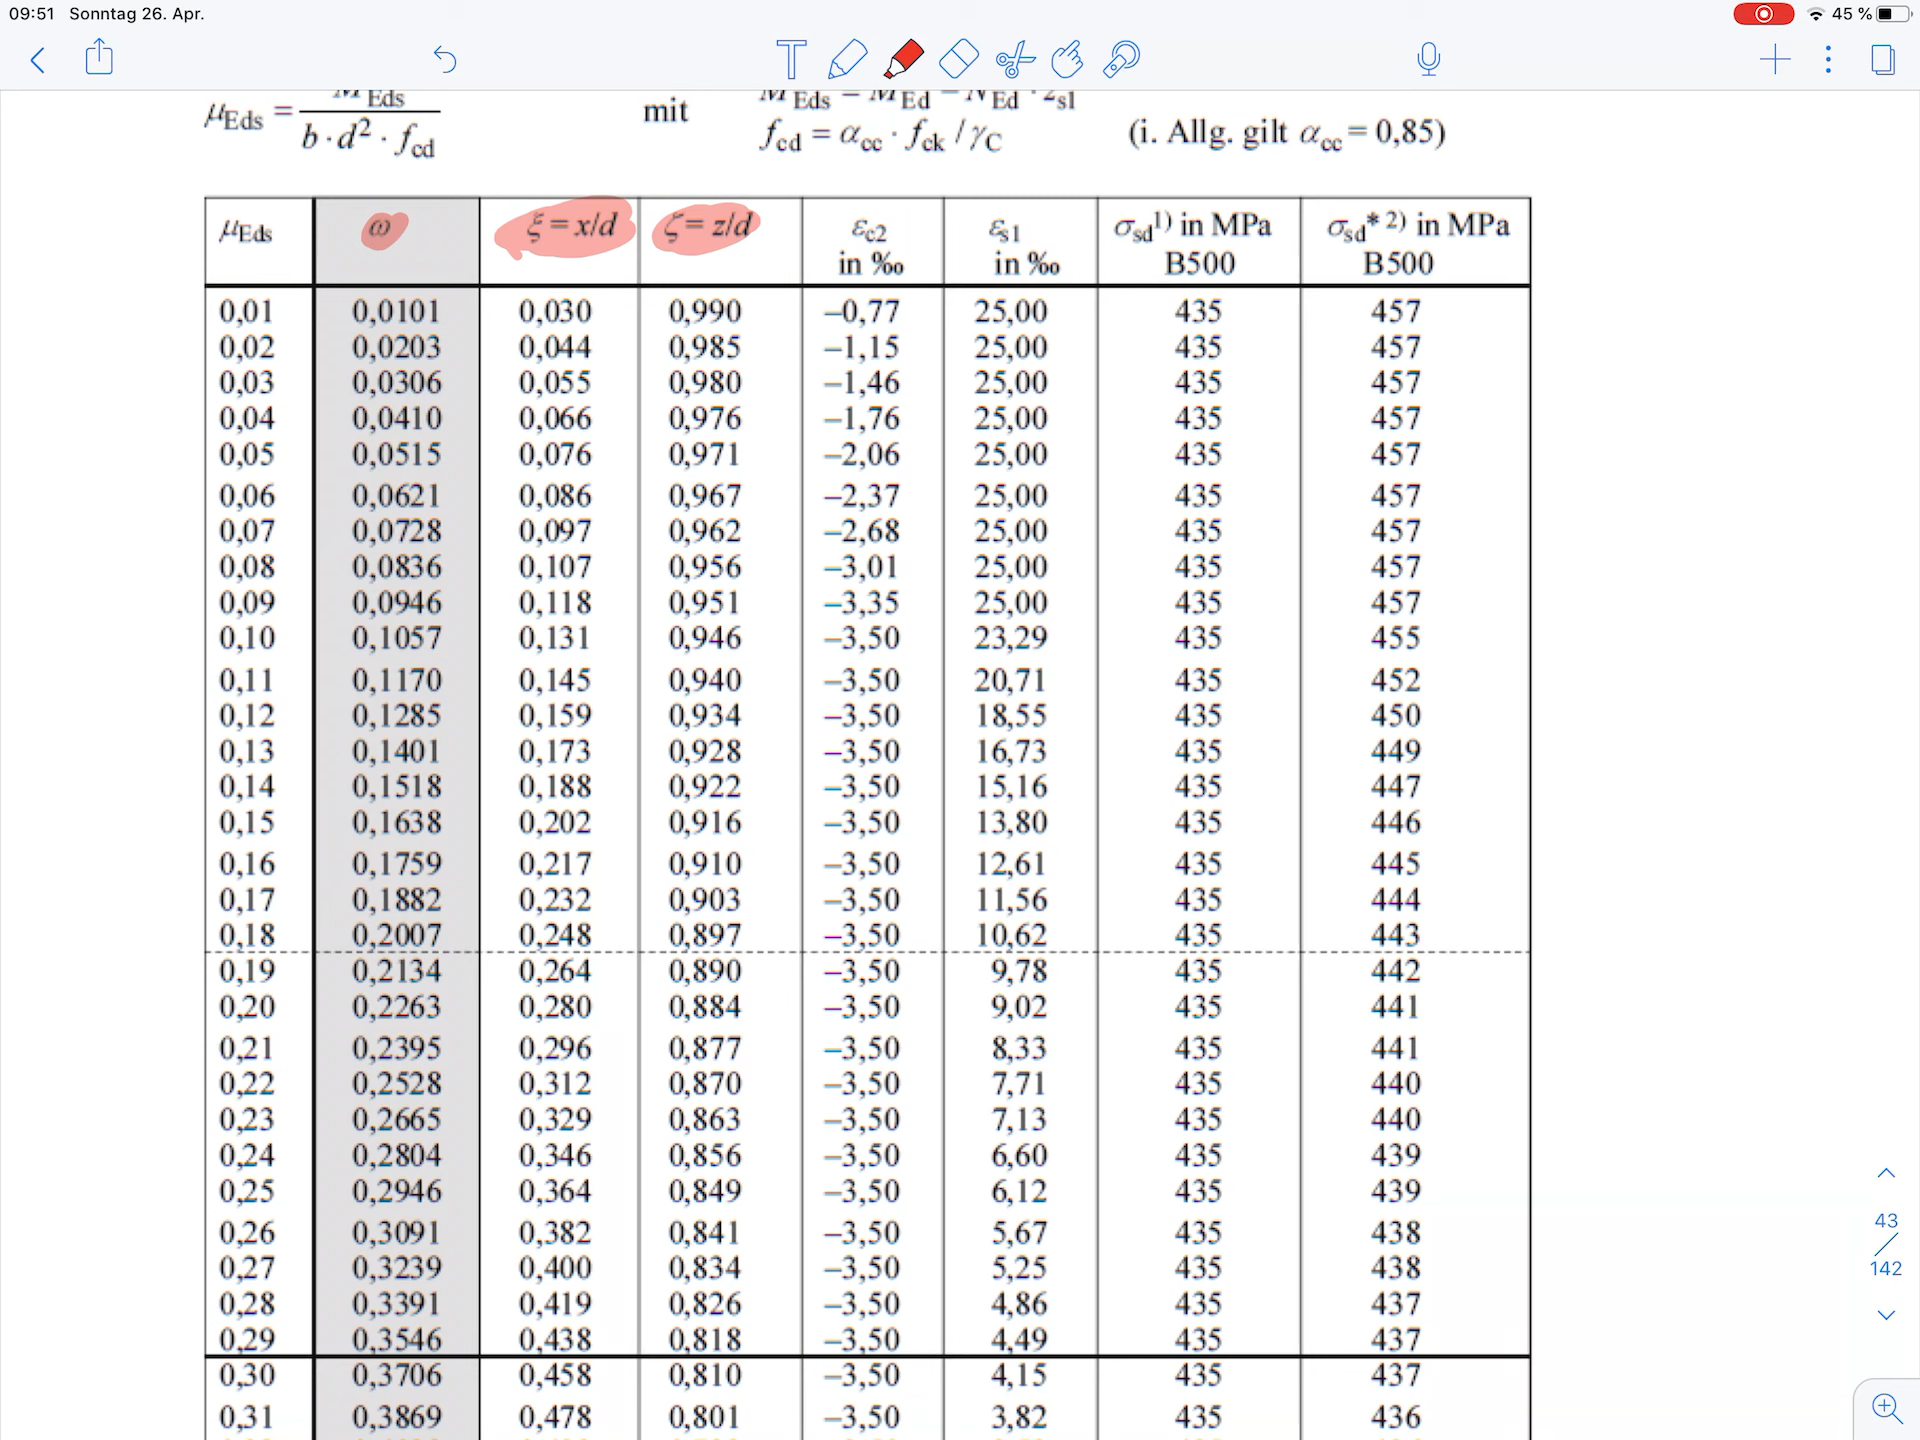 09:51 Sonntag 26. Apr. 45 %
μEds = MEds / b · d² · fcd mit MEds = MEd − NEd · zs1
fcd = αcc · fck / γC (i. Allg. gilt αcc = 0,85)
μEds ω ξ = x/d ζ = z/d εc2 εs1 σsd1) in MPa σsd* 2) in MPa
in ‰ in ‰ B500 B500
0,01 0,0101 0,030 0,990 –0,77 25,00 435 457
0,02 0,0203 0,044 0,985 –1,15 25,00 435 457
0,03 0,0306 0,055 0,980 –1,46 25,00 435 457
0,04 0,0410 0,066 0,976 –1,76 25,00 435 457
0,05 0,0515 0,076 0,971 –2,06 25,00 435 457
0,06 0,0621 0,086 0,967 –2,37 25,00 435 457
0,07 0,0728 0,097 0,962 –2,68 25,00 435 457
0,08 0,0836 0,107 0,956 –3,01 25,00 435 457
0,09 0,0946 0,118 0,951 –3,35 25,00 435 457
0,10 0,1057 0,131 0,946 –3,50 23,29 435 455
0,11 0,1170 0,145 0,940 –3,50 20,71 435 452
0,12 0,1285 0,159 0,934 –3,50 18,55 435 450
0,13 0,1401 0,173 0,928 –3,50 16,73 435 449
0,14 0,1518 0,188 0,922 –3,50 15,16 435 447
0,15 0,1638 0,202 0,916 –3,50 13,80 435 446
0,16 0,1759 0,217 0,910 –3,50 12,61 435 445
0,17 0,1882 0,232 0,903 –3,50 11,56 435 444
0,18 0,2007 0,248 0,897 –3,50 10,62 435 443
0,19 0,2134 0,264 0,890 –3,50 9,78 435 442
0,20 0,2263 0,280 0,884 –3,50 9,02 435 441
0,21 0,2395 0,296 0,877 –3,50 8,33 435 441
0,22 0,2528 0,312 0,870 –3,50 7,71 435 440
0,23 0,2665 0,329 0,863 –3,50 7,13 435 440
0,24 0,2804 0,346 0,856 –3,50 6,60 435 439
0,25 0,2946 0,364 0,849 –3,50 6,12 435 439
0,26 0,3091 0,382 0,841 –3,50 5,67 435 438
0,27 0,3239 0,400 0,834 –3,50 5,25 435 438
0,28 0,3391 0,419 0,826 –3,50 4,86 435 437
0,29 0,3546 0,438 0,818 –3,50 4,49 435 437
0,30 0,3706 0,458 0,810 –3,50 4,15 435 437
0,31 0,3869 0,478 0,801 –3,50 3,82 435 436
43
/
142